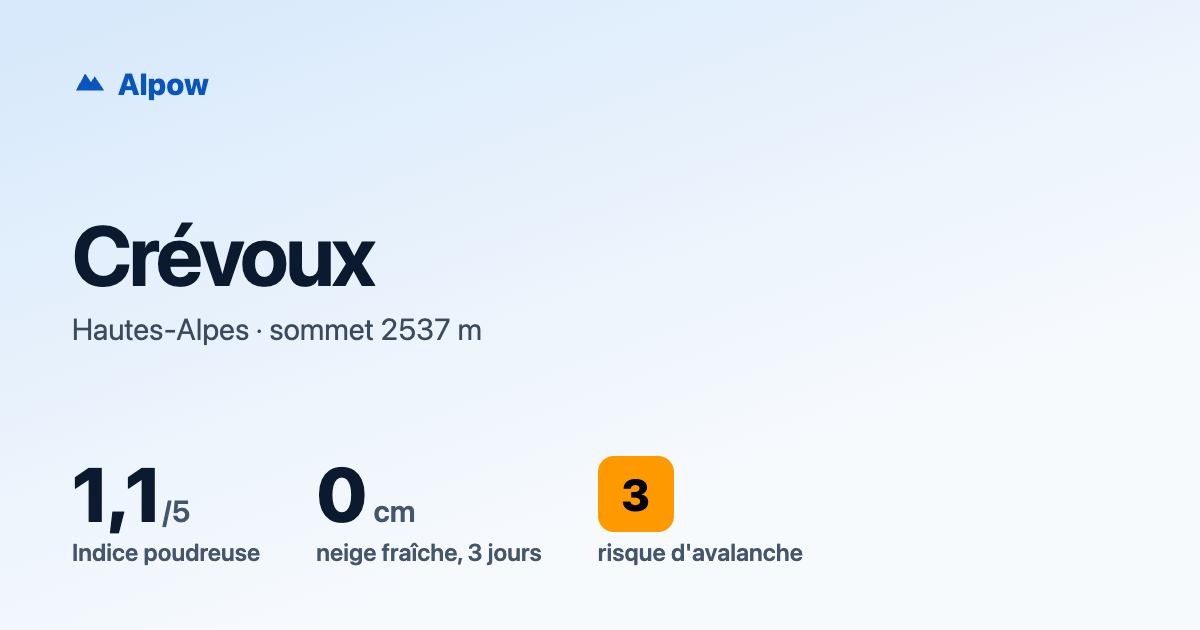 Alpow
Crévoux
Hautes-Alpes · sommet 2537 m
1,1/5
Indice poudreuse
0 cm
neige fraîche, 3 jours
3
risque d'avalanche